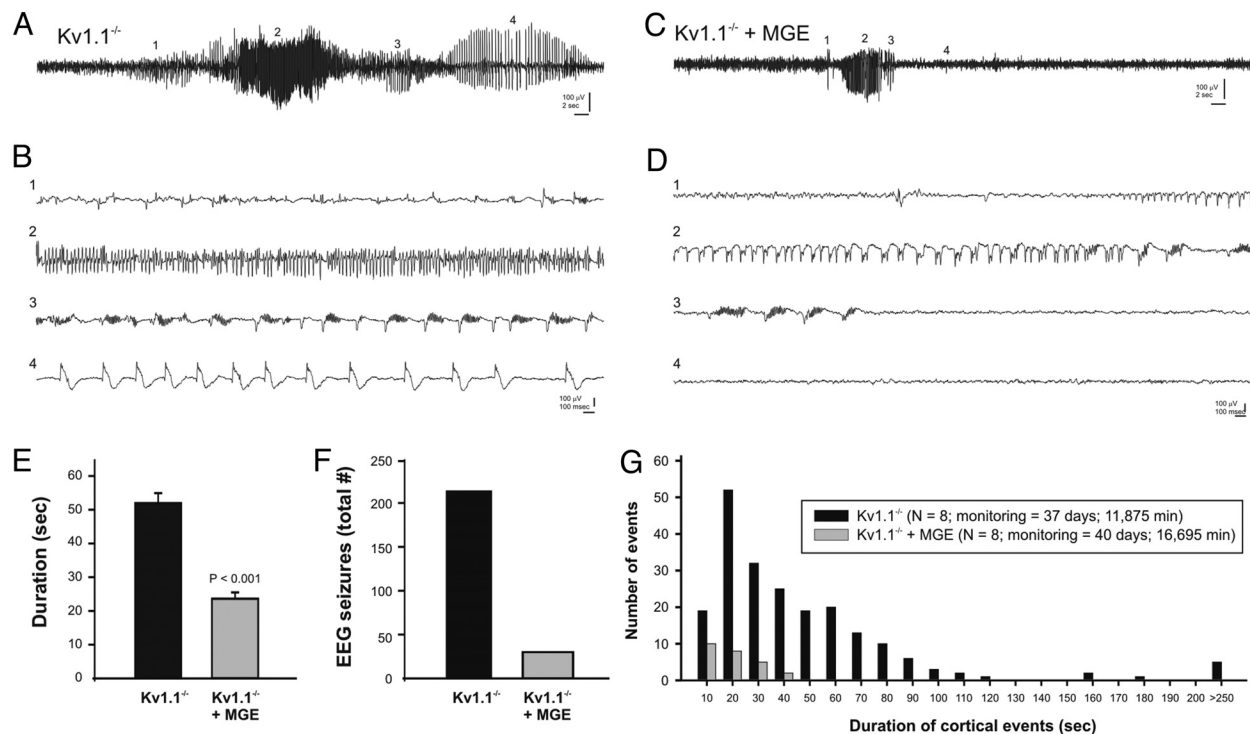 A
Kv1.1-/-
1
2
3
4
100 µV
2 sec
B
1
2
3
4
100 µV
100 msec
C
Kv1.1-/- + MGE
1
2
3
4
100 µV
2 sec
D
1
2
3
4
100 µV
100 msec
E
Duration (sec)
60
50
40
30
20
10
0
P < 0.001
Kv1.1-/-
Kv1.1-/-
+ MGE
F
EEG seizures (total #)
250
200
150
100
50
0
Kv1.1-/-
Kv1.1-/-
+ MGE
G
Number of events
60
50
40
30
20
10
0
Kv1.1-/- (N = 8; monitoring = 37 days; 11,875 min)
Kv1.1-/- + MGE (N = 8; monitoring = 40 days; 16,695 min)
10 20 30 40 50 60 70 80 90 100 110 120 130 140 150 160 170 180 190 200 >250
Duration of cortical events (sec)